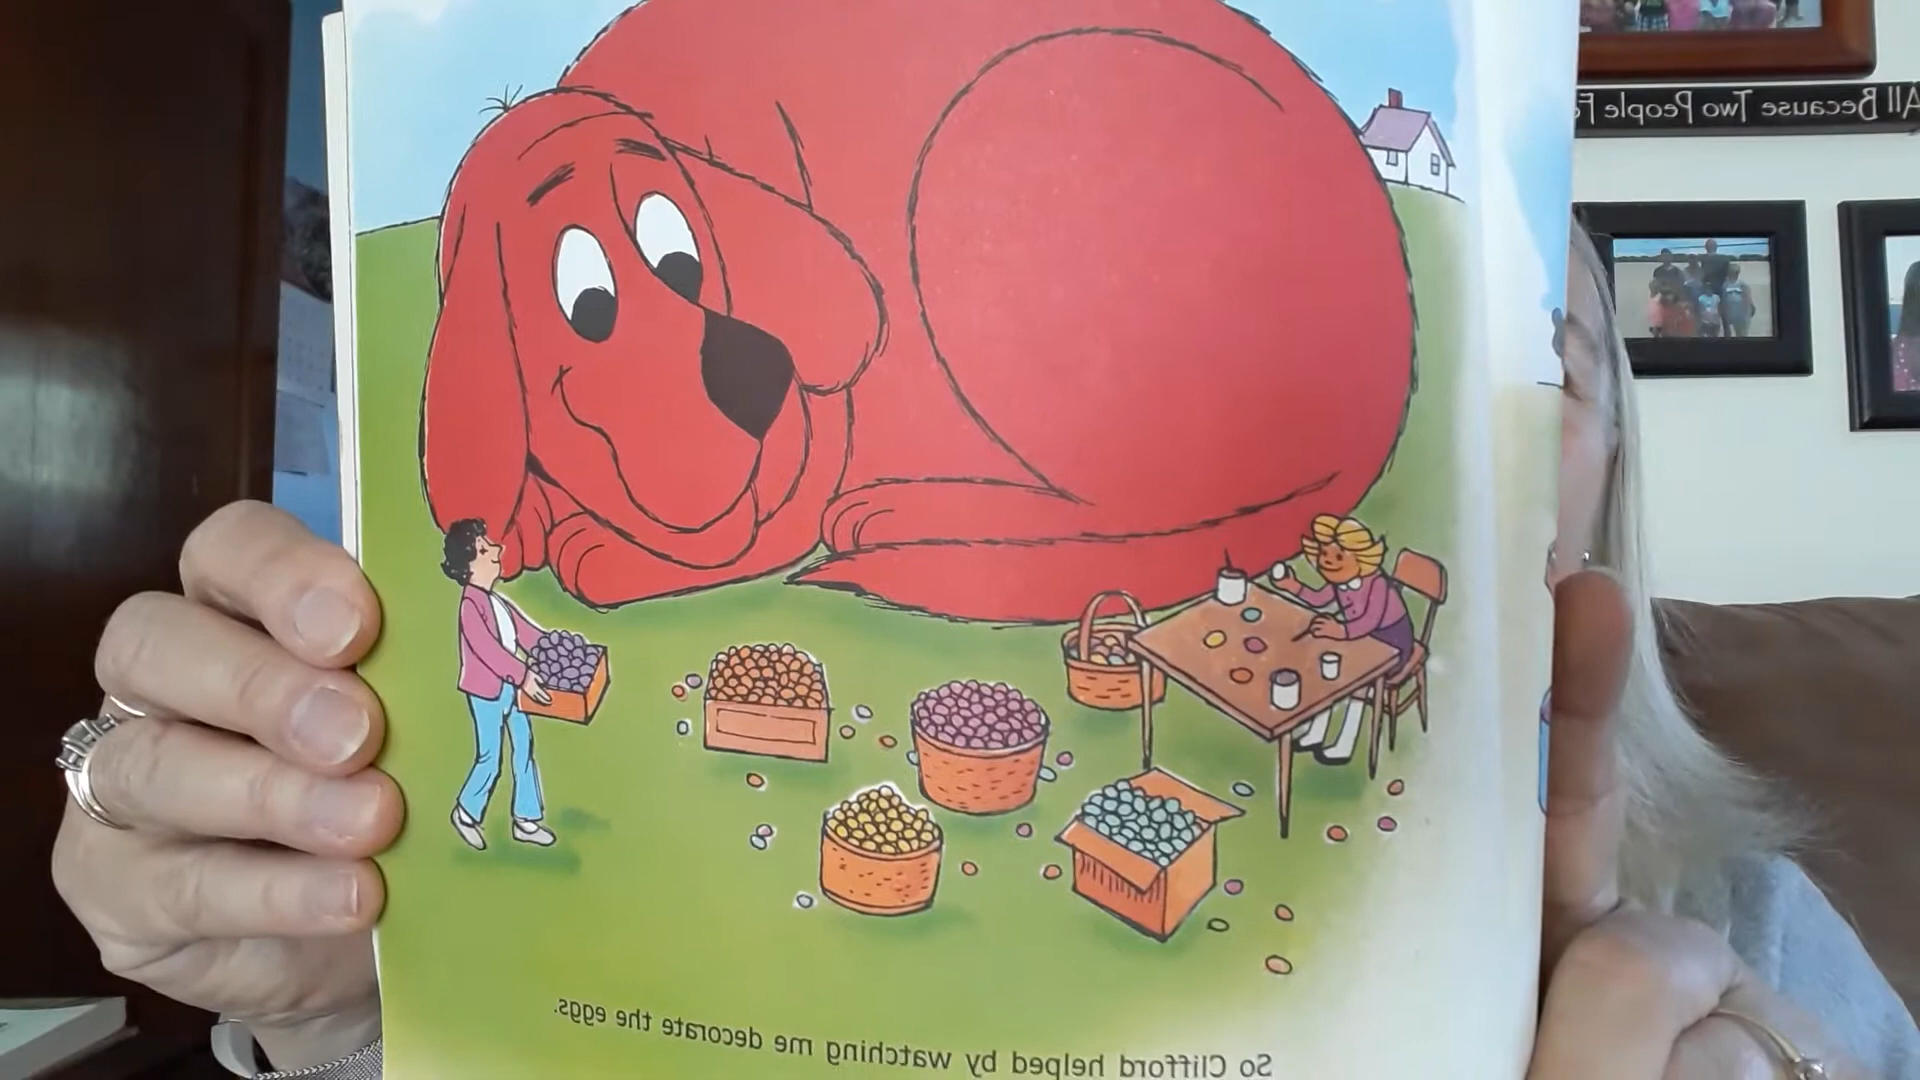 All Because Two People F
So Clifford helped by watching me decorate the eggs.